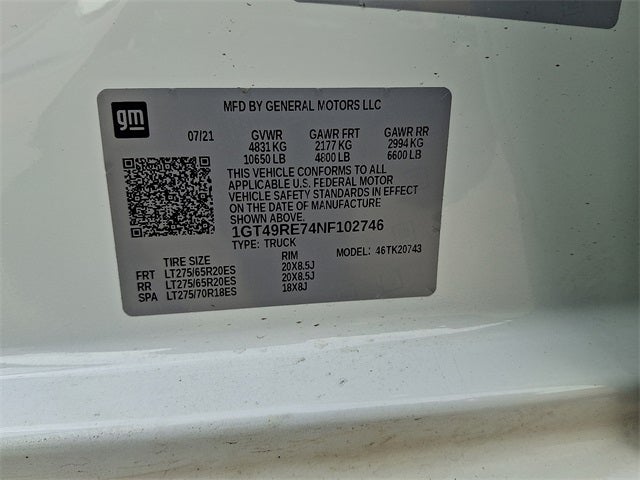 MFD BY GENERAL MOTORS LLC
gm
07/21 GVWR GAWR FRT GAWR RR
4831 KG 2177 KG 2994 KG
10650 LB 4800 LB 6600 LB
THIS VEHICLE CONFORMS TO ALL
APPLICABLE U.S. FEDERAL MOTOR
VEHICLE SAFETY STANDARDS IN EFFECT
ON THE DATE OF MANUFACTURE
SHOWN ABOVE.
1GT49RE74NF102746
TYPE: TRUCK MODEL: 46TK20743
TIRE SIZE RIM
FRT LT275/65R20ES 20X8.5J
RR LT275/65R20ES 20X8.5J
SPA LT275/70R18ES 18X8J